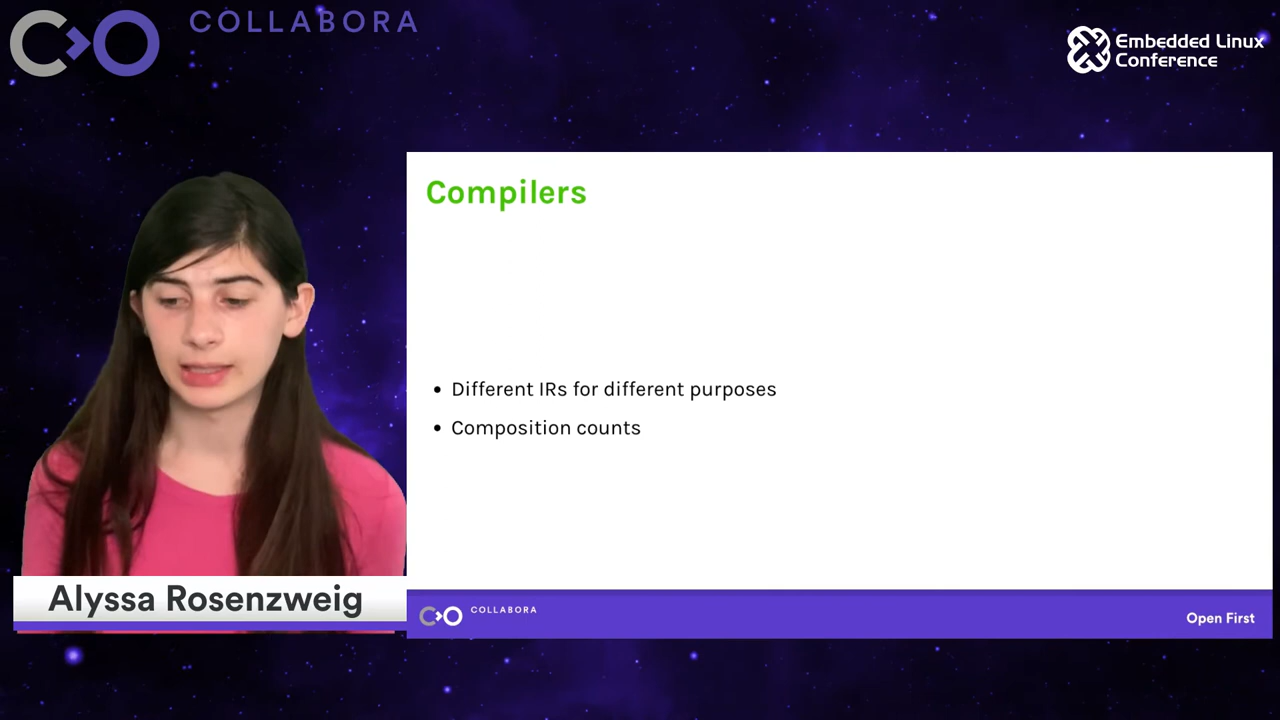 COLLABORA
Embedded Linux
Conference
Compilers
Different IRs for different purposes
Composition counts
Alyssa Rosenzweig
COLLABORA
Open First